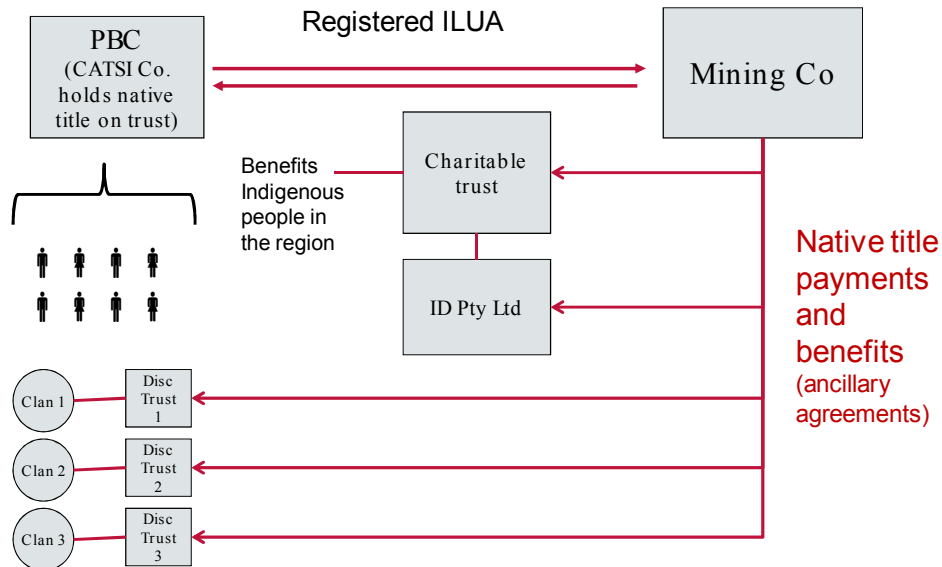 Registered ILUA
PBC
(CATSI Co.
holds native
title on trust)
Mining Co
Charitable
trust
Benefits
Indigenous
people in
the region
ID Pty Ltd
Native title
payments
and
benefits
(ancillary
agreements)
Clan 1
Disc
Trust
1
Clan 2
Disc
Trust
2
Clan 3
Disc
Trust
3